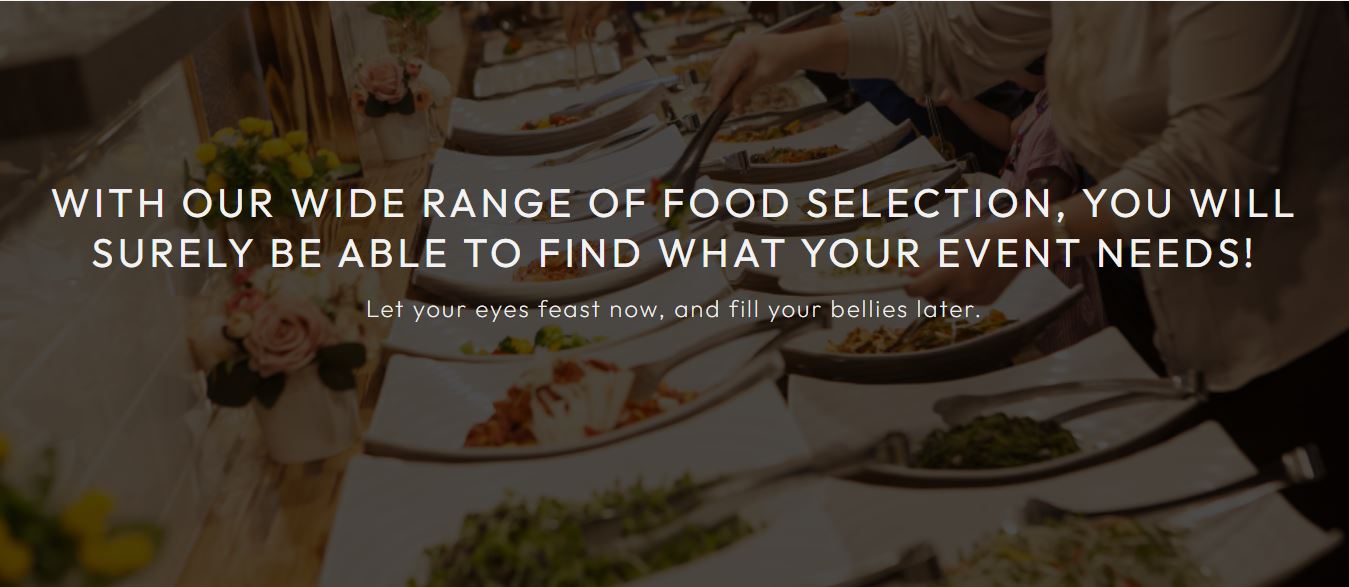 WITH OUR WIDE RANGE OF FOOD SELECTION, YOU WILL
SURELY BE ABLE TO FIND WHAT YOUR EVENT NEEDS!
Let your eyes feast now, and fill your bellies later.